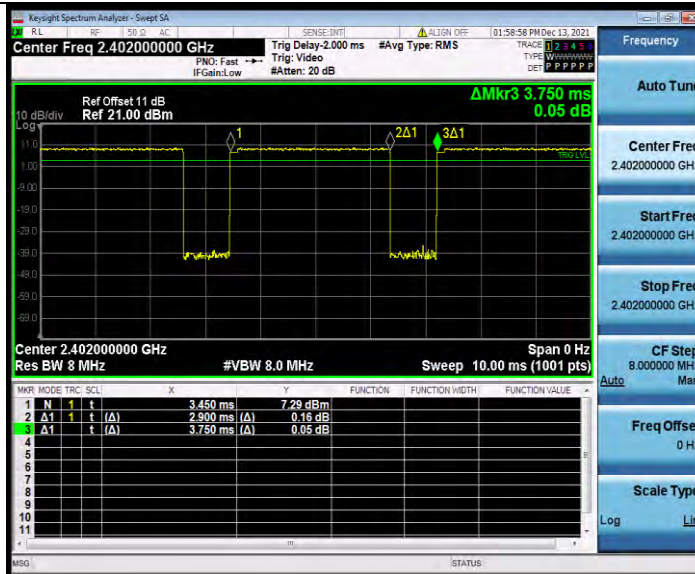 Keysight Spectrum Analyzer - Swept SA
RL RF 50 Ω AC SENSE:INT ALIGN OFF 01:58:58 PM Dec 13, 2021
Center Freq 2.402000000 GHz
PNO: Fast
IFGain:Low
Trig Delay-2.000 ms
Trig: Video
#Atten: 20 dB
#Avg Type: RMS
TRACE 1 2 3 4 5 6
TYPE WWWWWW
DET P P P P P P
Ref Offset 11 dB
10 dB/div Ref 21.00 dBm
Log
ΔMkr3 3.750 ms
0.05 dB
1
2Δ1
3Δ1
11.0
TRIG LVL
1.00
-9.00
-19.0
-29.0
-39.0
-49.0
-59.0
-69.0
Center 2.402000000 GHz Span 0 Hz
Res BW 8 MHz #VBW 8.0 MHz Sweep 10.00 ms (1001 pts)
MKR MODE TRC SCL X Y FUNCTION FUNCTION WIDTH FUNCTION VALUE
1 N 1 t 3.450 ms 7.29 dBm
2 Δ1 1 t (Δ) 2.900 ms (Δ) 0.16 dB
3 Δ1 t (Δ) 3.750 ms (Δ) 0.05 dB
4
5
6
7
8
9
10
11
MSG STATUS
Frequency
Auto Tune
Center Freq
2.402000000 GHz
Start Freq
2.402000000 GHz
Stop Freq
2.402000000 GHz
CF Step
8.000000 MH
Auto Man
Freq Offse
0 H
Scale Type
Log Lin